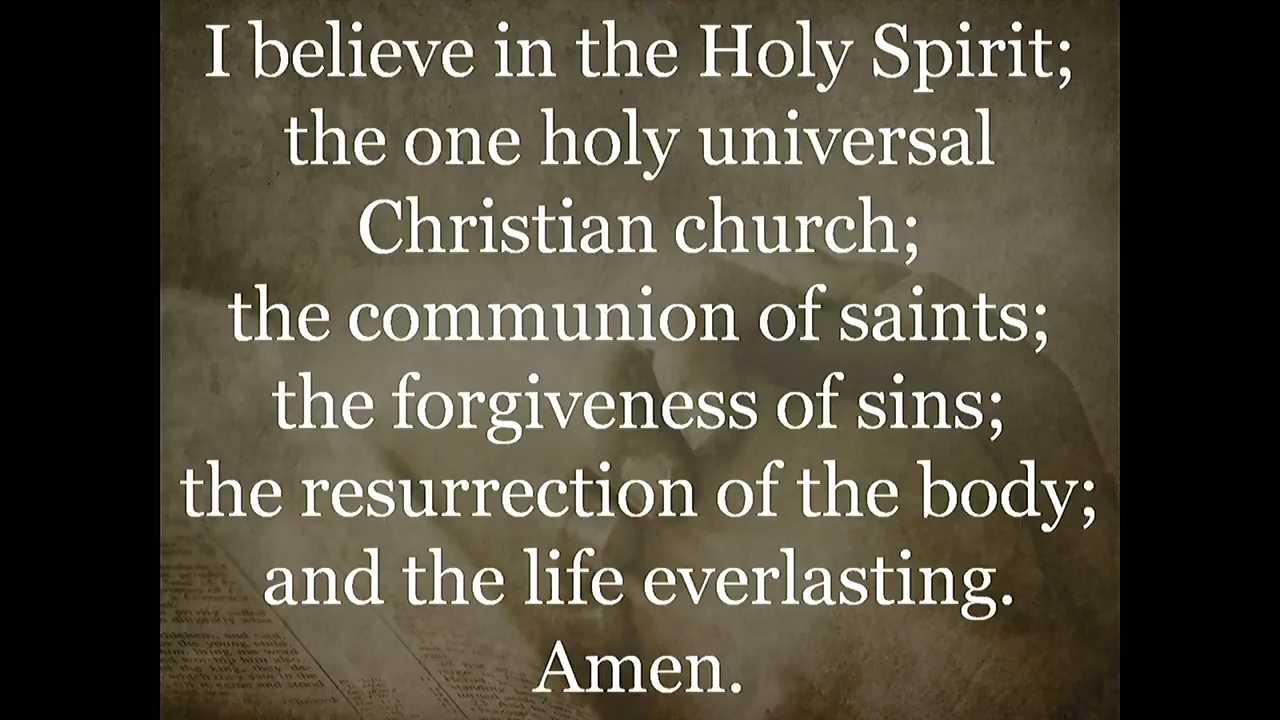 I believe in the Holy Spirit;
the one holy universal
Christian church;
the communion of saints;
the forgiveness of sins;
the resurrection of the body;
and the life everlasting.
Amen.